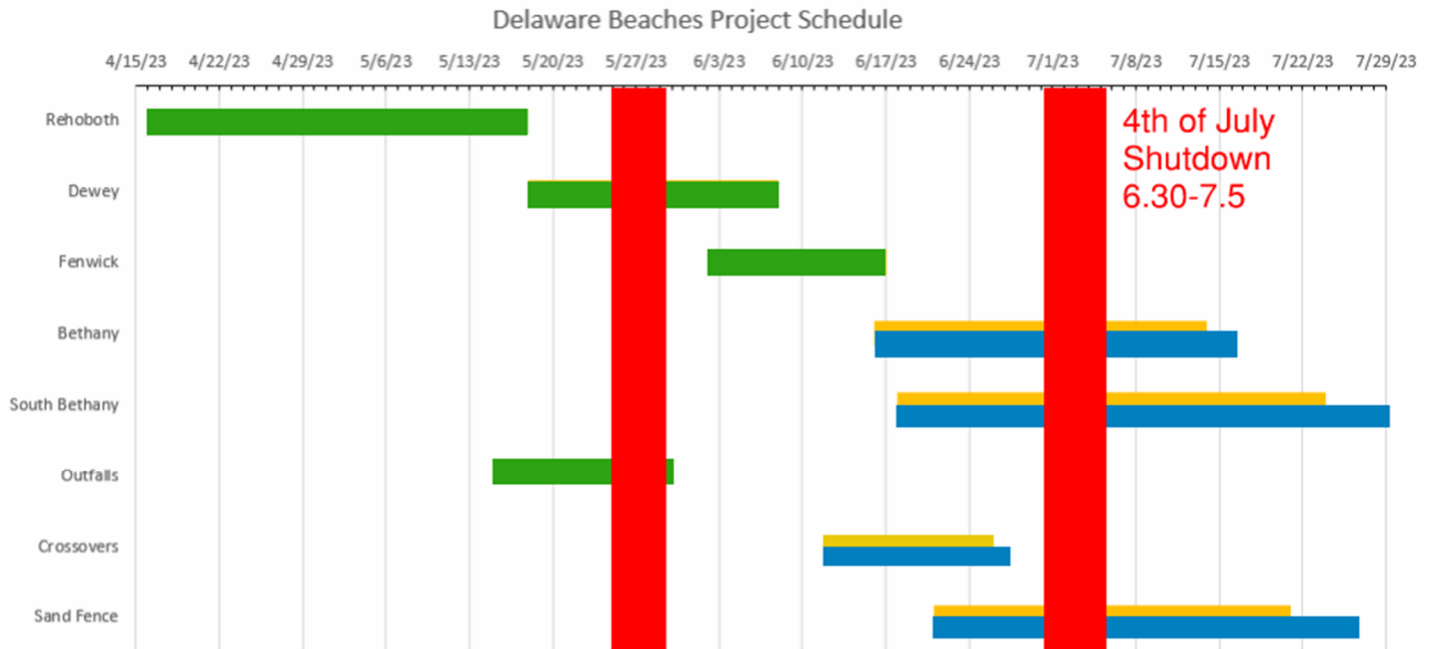 Delaware Beaches Project Schedule
4/15/23 4/22/23 4/29/23 5/6/23 5/13/23 5/20/23 5/27/23 6/3/23 6/10/23 6/17/23 6/24/23 7/1/23 7/8/23 7/15/23 7/22/23 7/29/23
Rehoboth
4th of July
Shutdown
6.30-7.5
Dewey
Fenwick
Bethany
South Bethany
Outfalls
Crossovers
Sand Fence